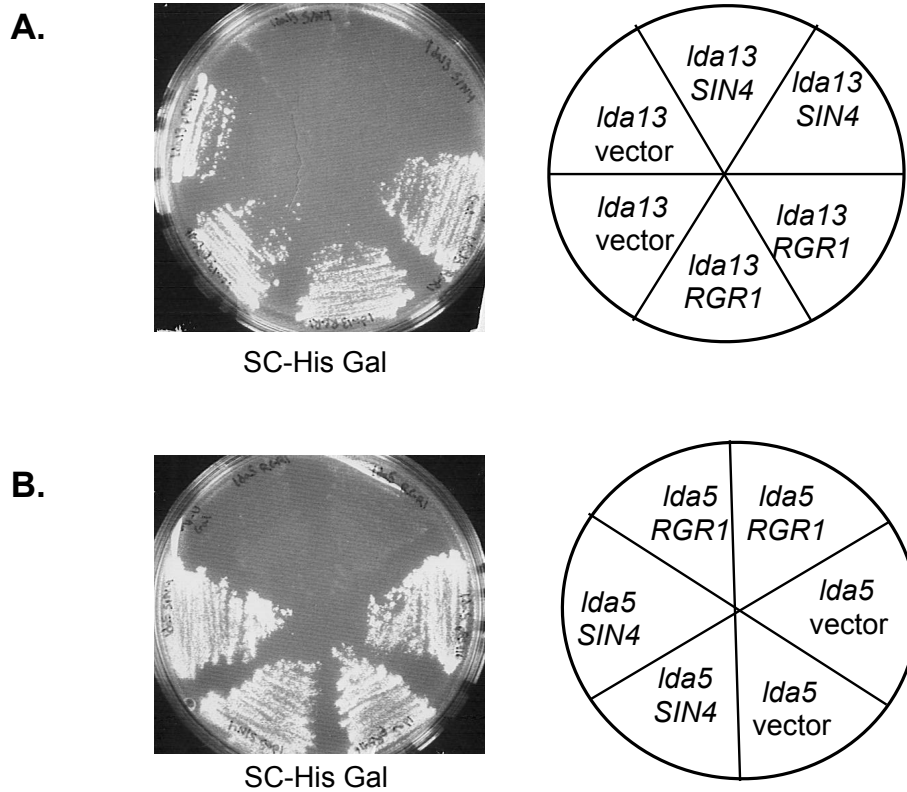 A.
lda13
SIN4
lda13
SIN4
lda13
vector
lda13
vector
lda13
RGR1
lda13
RGR1
SC-His Gal
B.
lda5
RGR1
lda5
RGR1
lda5
SIN4
lda5
vector
lda5
SIN4
lda5
vector
SC-His Gal